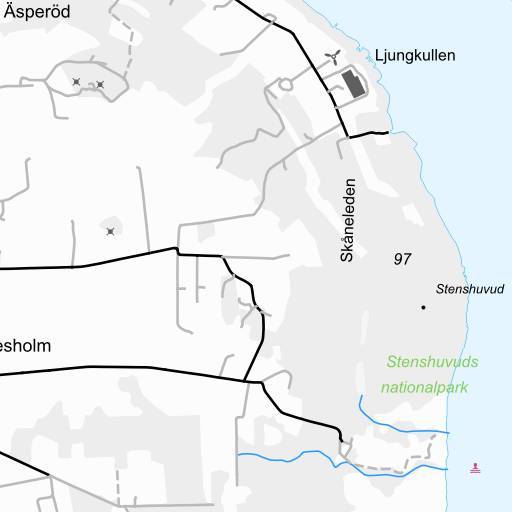 Äsperöd
Ljungkullen
Skåneleden
97
Stenshuvud
esholm
Stenshuvuds
nationalpark